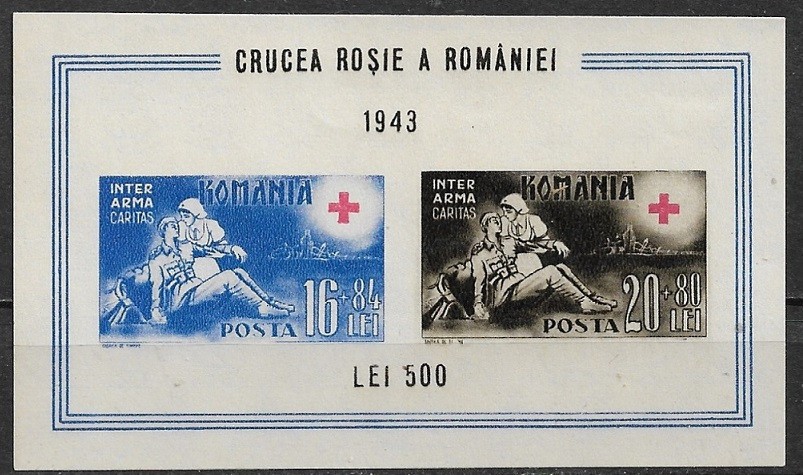 CRUCEA ROȘIE A ROMÂNIEI
1943
INTER ARMA CARITAS
ROMANIA
16+84 LEI
POSTA
INTER ARMA CARITAS
ROMANIA
20+80 LEI
POSTA
LEI 500